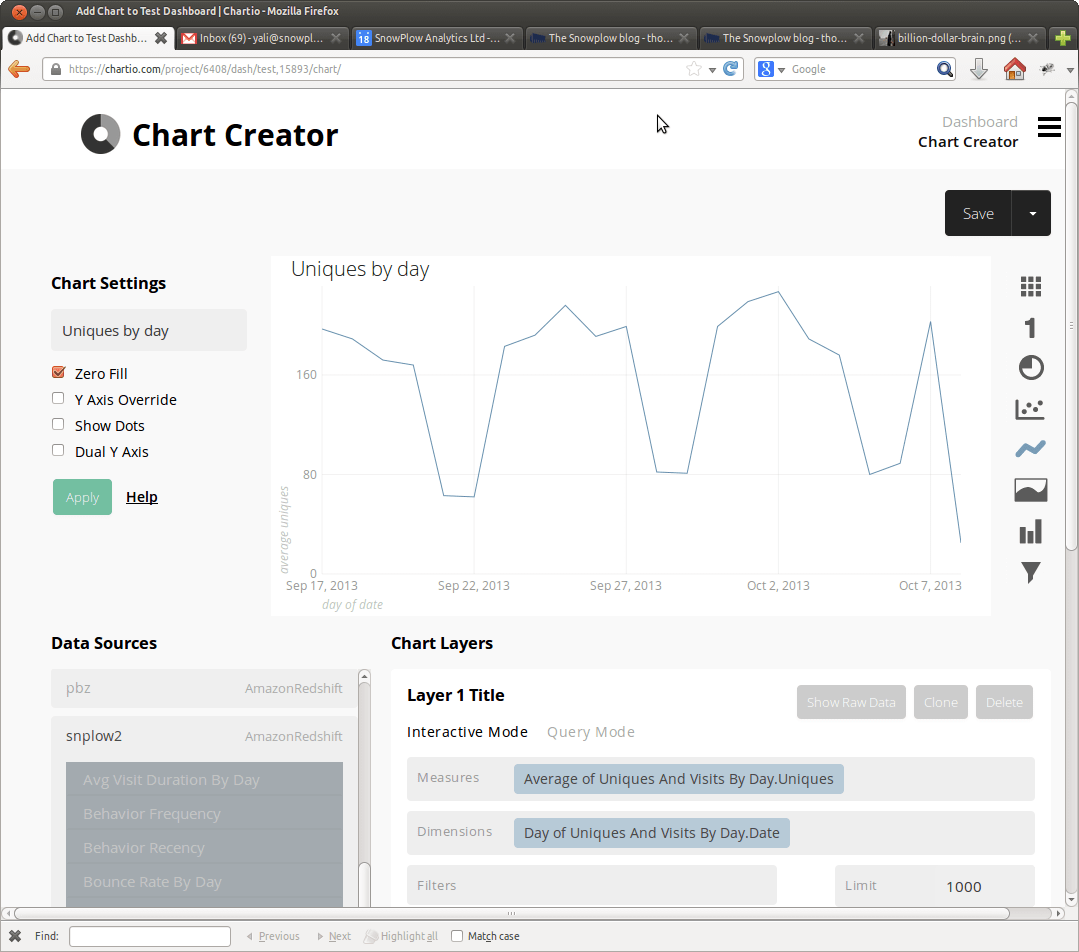 Add Chart to Test Dashboard | Chartio - Mozilla Firefox
Add Chart to Test Dashb...
Inbox (69) - yali@snowpl...
18 SnowPlow Analytics Ltd -...
The Snowplow blog - tho...
The Snowplow blog - tho...
billion-dollar-brain.png (...
https://chartio.com/project/6408/dash/test,15893/chart/
8 Google
Chart Creator
Dashboard
Chart Creator
Save
Chart Settings
Uniques by day
Zero Fill
Y Axis Override
Show Dots
Dual Y Axis
Apply Help
Uniques by day
160
80
0
average uniques
Sep 17, 2013 Sep 22, 2013 Sep 27, 2013 Oct 2, 2013 Oct 7, 2013
day of date
1
Data Sources
pbz AmazonRedshift
snplow2 AmazonRedshift
Avg Visit Duration By Day
Behavior Frequency
Behavior Recency
Bounce Rate By Day
Chart Layers
Layer 1 Title
Show Raw Data Clone Delete
Interactive Mode Query Mode
Measures Average of Uniques And Visits By Day.Uniques
Dimensions Day of Uniques And Visits By Day.Date
Filters Limit 1000
Find: Previous Next Highlight all Match case